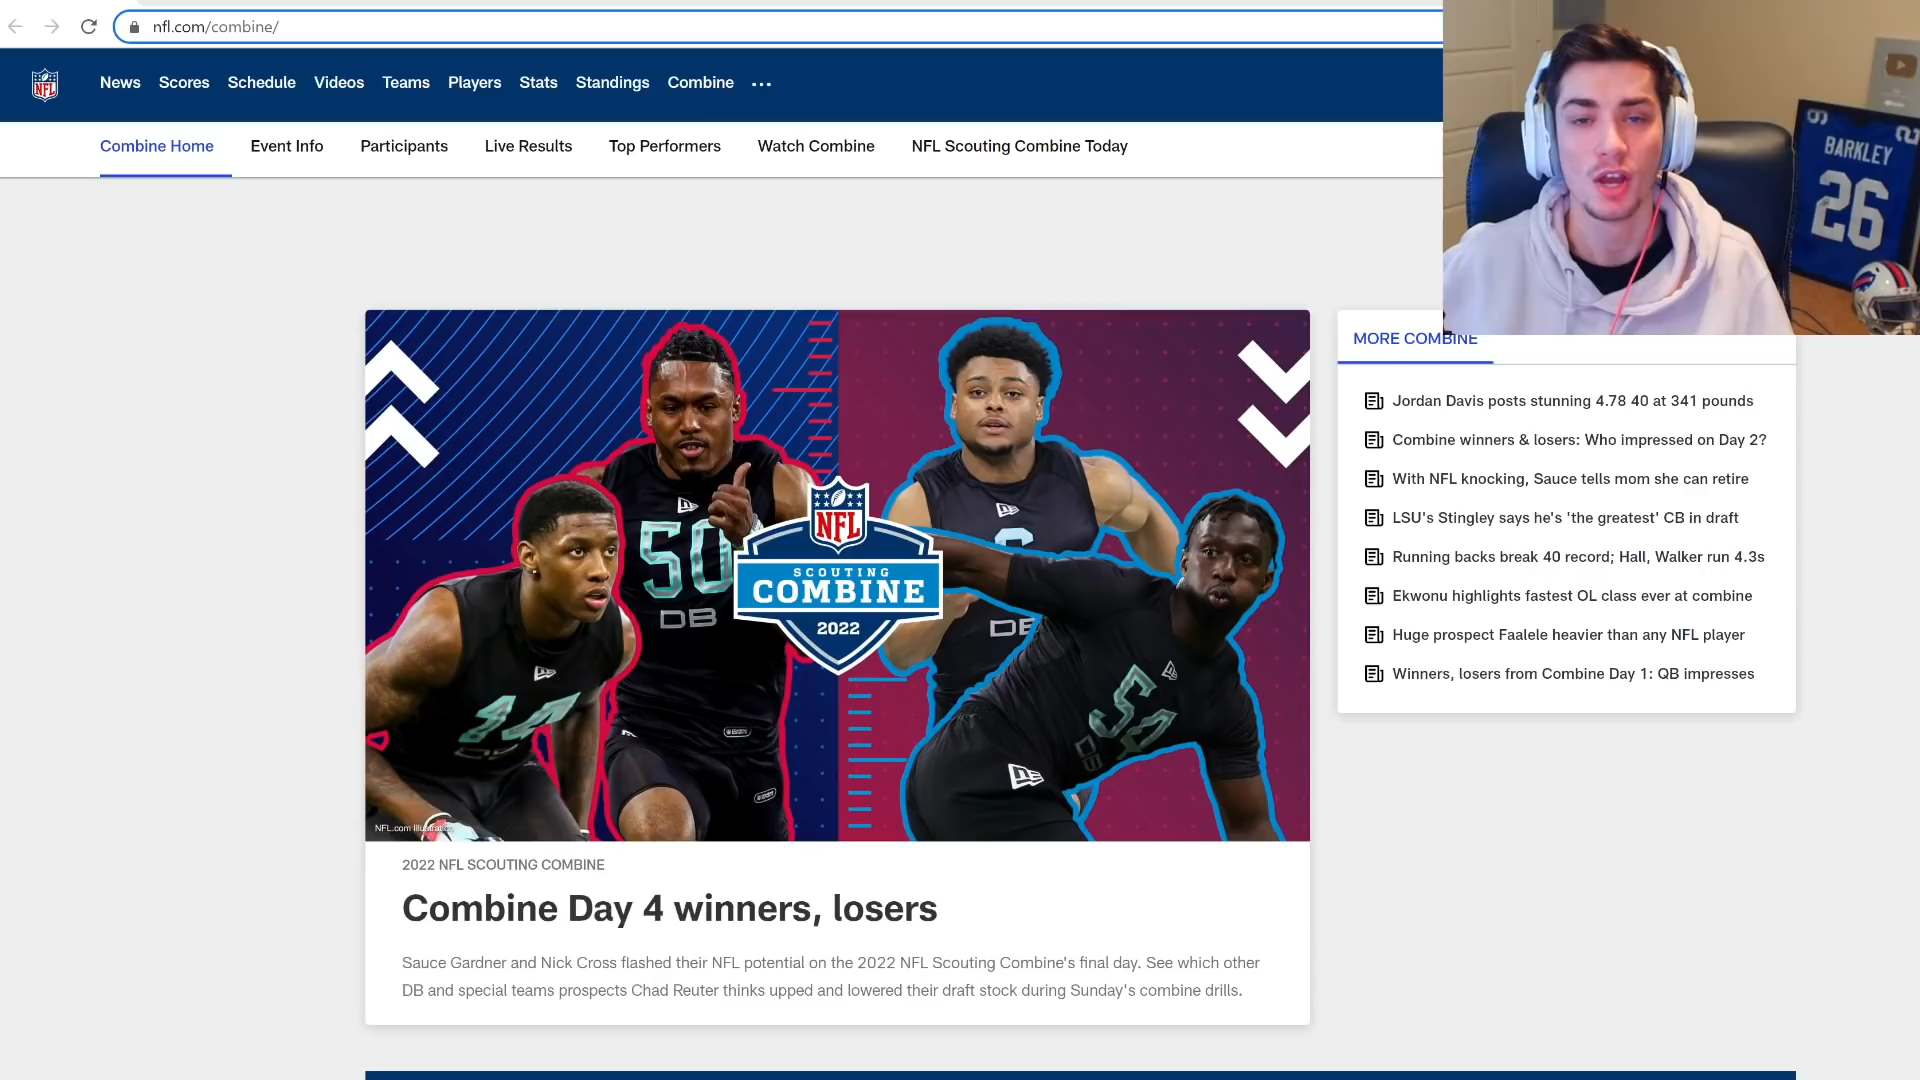 nfl.com/combine/
NFL
News Scores Schedule Videos Teams Players Stats Standings Combine ...
Combine Home Event Info Participants Live Results Top Performers Watch Combine NFL Scouting Combine Today
BARKLEY
26
MORE COMBINE
Jordan Davis posts stunning 4.78 40 at 341 pounds
Combine winners & losers: Who impressed on Day 2?
With NFL knocking, Sauce tells mom she can retire
LSU's Stingley says he's 'the greatest' CB in draft
Running backs break 40 record; Hall, Walker run 4.3s
Ekwonu highlights fastest OL class ever at combine
Huge prospect Faalele heavier than any NFL player
Winners, losers from Combine Day 1: QB impresses
50
DB
NFL
SCOUTING
COMBINE
2022
DB
NFL.com Illustration
2022 NFL SCOUTING COMBINE
Combine Day 4 winners, losers
Sauce Gardner and Nick Cross flashed their NFL potential on the 2022 NFL Scouting Combine's final day. See which other
DB and special teams prospects Chad Reuter thinks upped and lowered their draft stock during Sunday's combine drills.